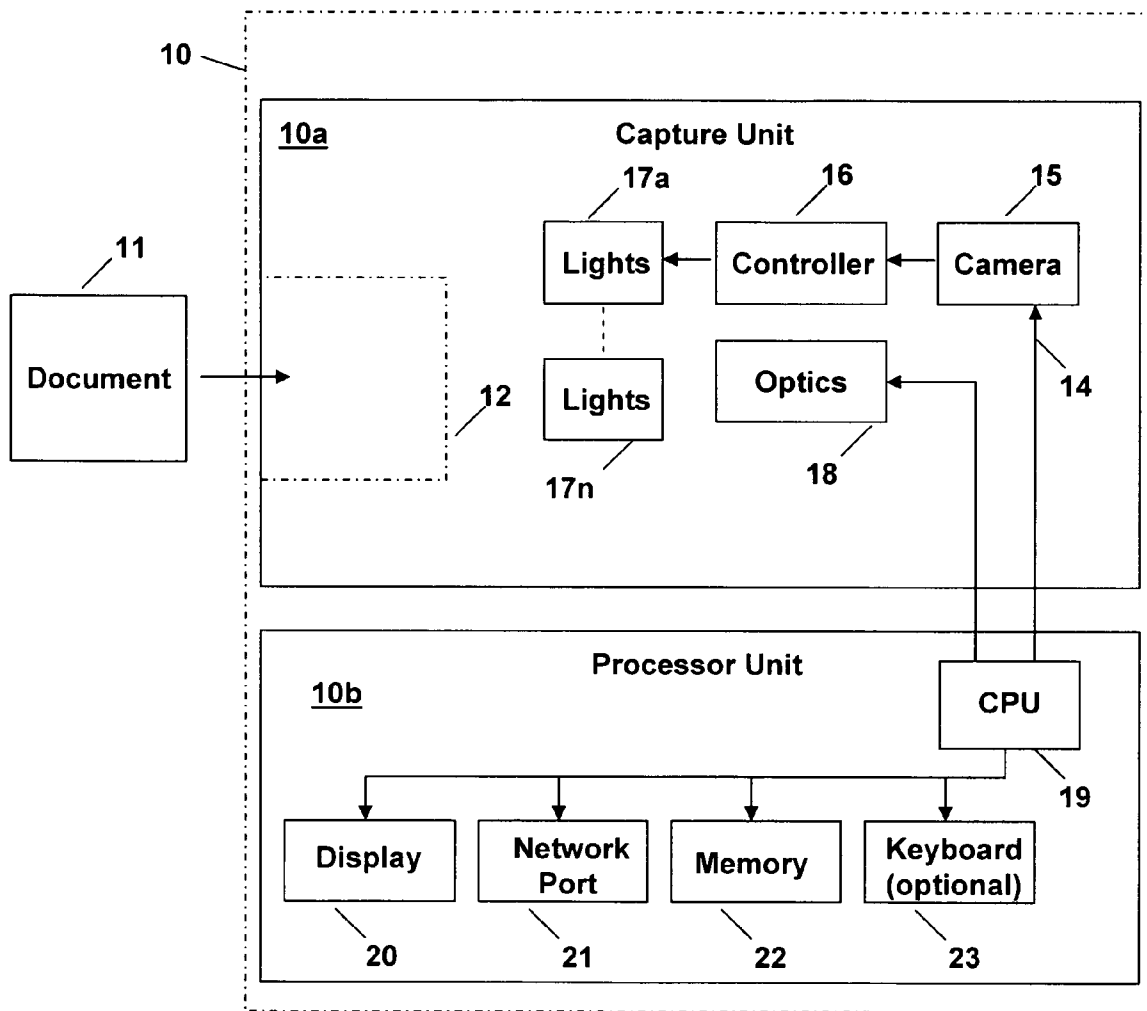 10
10a
Capture Unit
17a
16
15
11
Lights
Controller
Camera
Document
12
Lights
Optics
14
17n
18
Processor Unit
10b
CPU
19
Display
Network
Port
Memory
Keyboard
(optional)
20
21
22
23